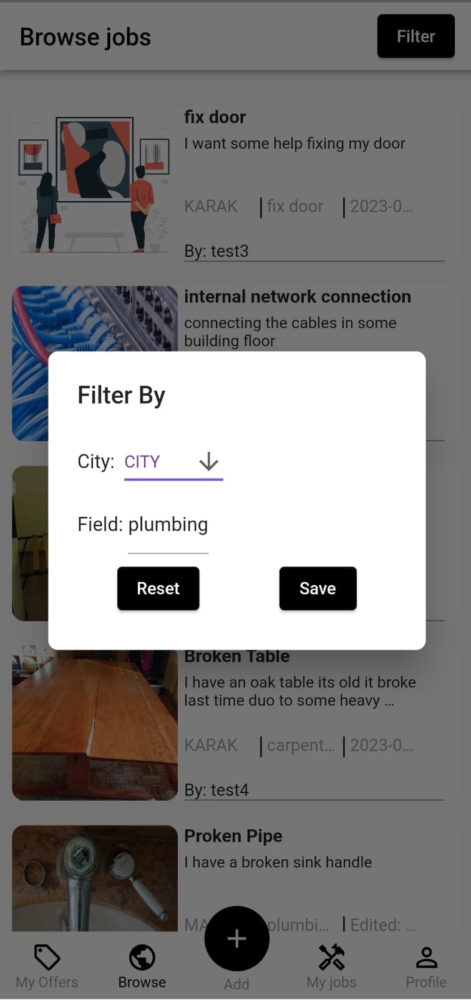 Browse jobs
Filter
fix door
I want some help fixing my door
KARAK
fix door
2023-0...
By: test3
internal network connection
connecting the cables in some
building floor
Filter By
City: CITY
Field: plumbing
Reset
Save
Broken Table
I have an oak table its old it broke
last time duo to some heavy ...
KARAK
carpent...
2023-0...
By: test4
Proken Pipe
I have a broken sink handle
plumbi...
Edited: ...
My Offers
Browse
Add
My jobs
Profile